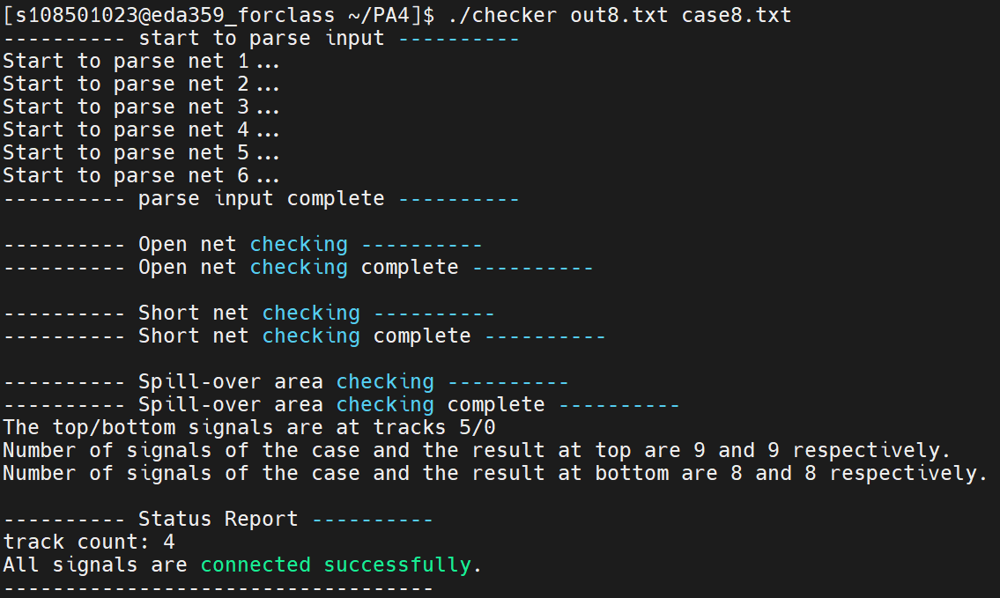 [s108501023@eda359_forclass ~/PA4]$ ./checker out8.txt case8.txt
---------- start to parse input ----------
Start to parse net 1...
Start to parse net 2...
Start to parse net 3...
Start to parse net 4...
Start to parse net 5...
Start to parse net 6...
---------- parse input complete ----------
---------- Open net checking ----------
---------- Open net checking complete ----------
---------- Short net checking ----------
---------- Short net checking complete ----------
---------- Spill-over area checking ----------
---------- Spill-over area checking complete ----------
The top/bottom signals are at tracks 5/0
Number of signals of the case and the result at top are 9 and 9 respectively.
Number of signals of the case and the result at bottom are 8 and 8 respectively.
---------- Status Report ----------
track count: 4
All signals are connected successfully.
-----------------------------------